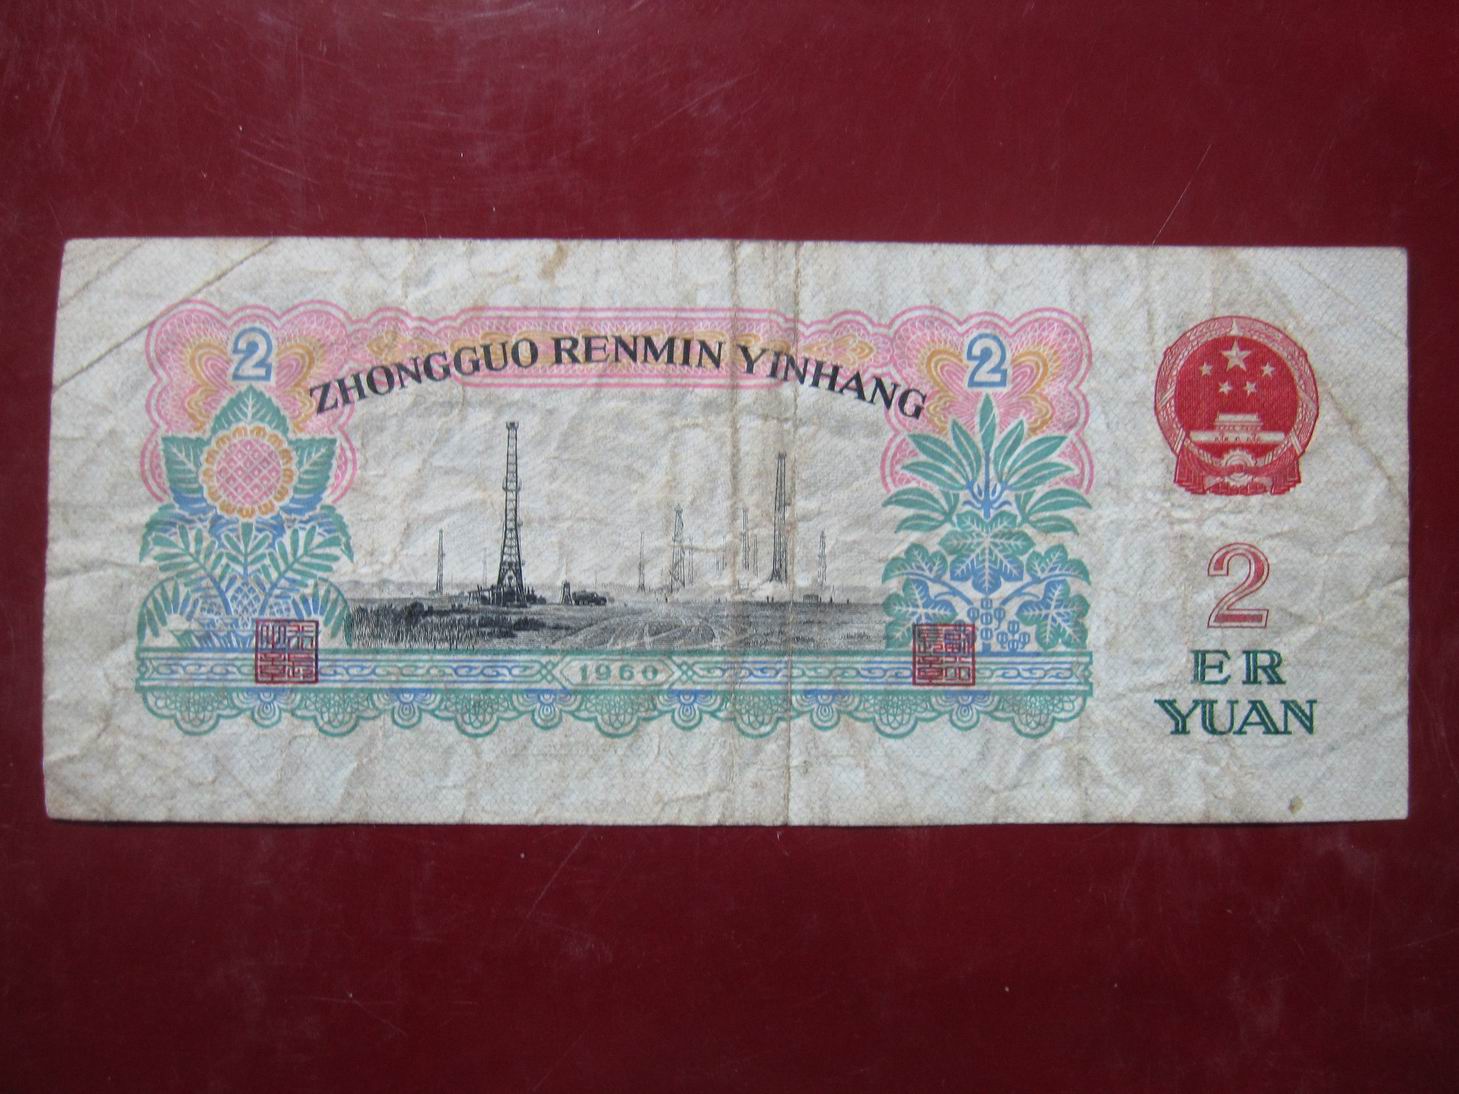 2 2
ZHONGGUO RENMIN YINHANG
1960
2
ER
YUAN